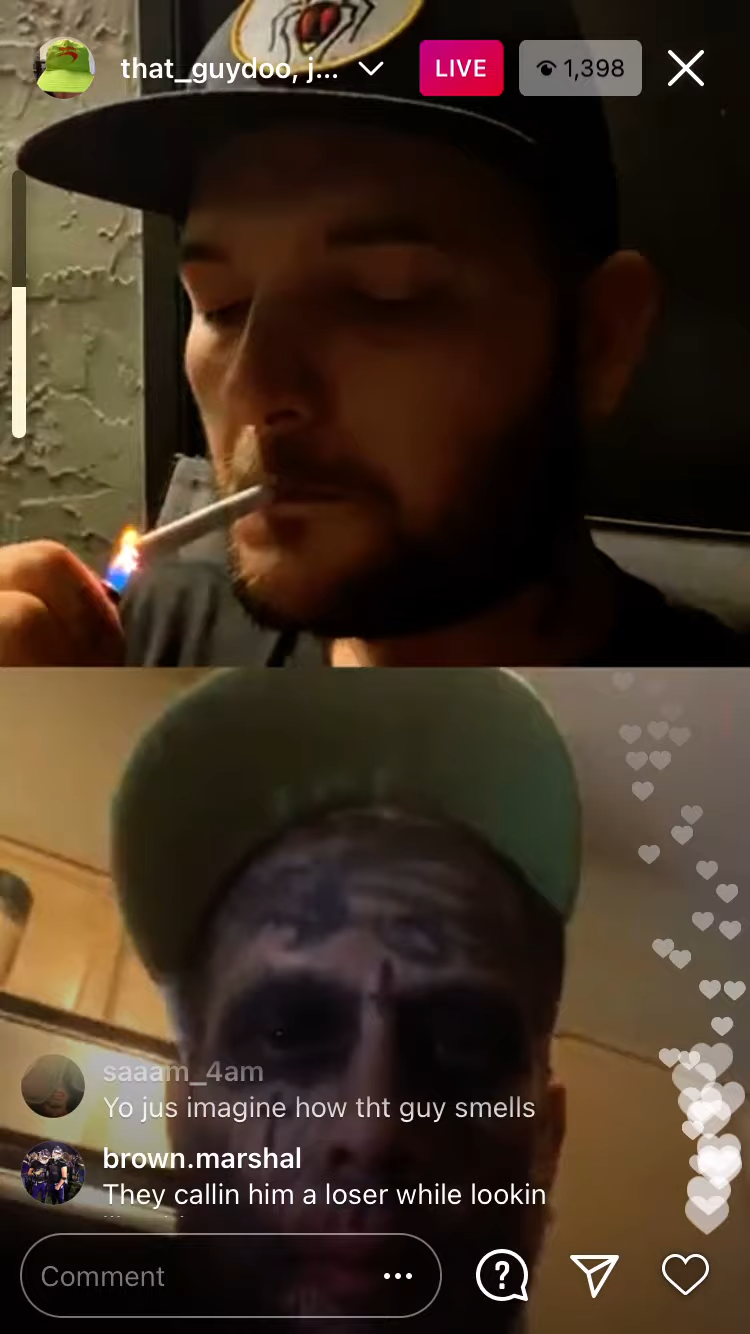 that_guydoo, j...
LIVE
1,398
saaam_4am
Yo jus imagine how tht guy smells
brown.marshal
They callin him a loser while lookin
Comment